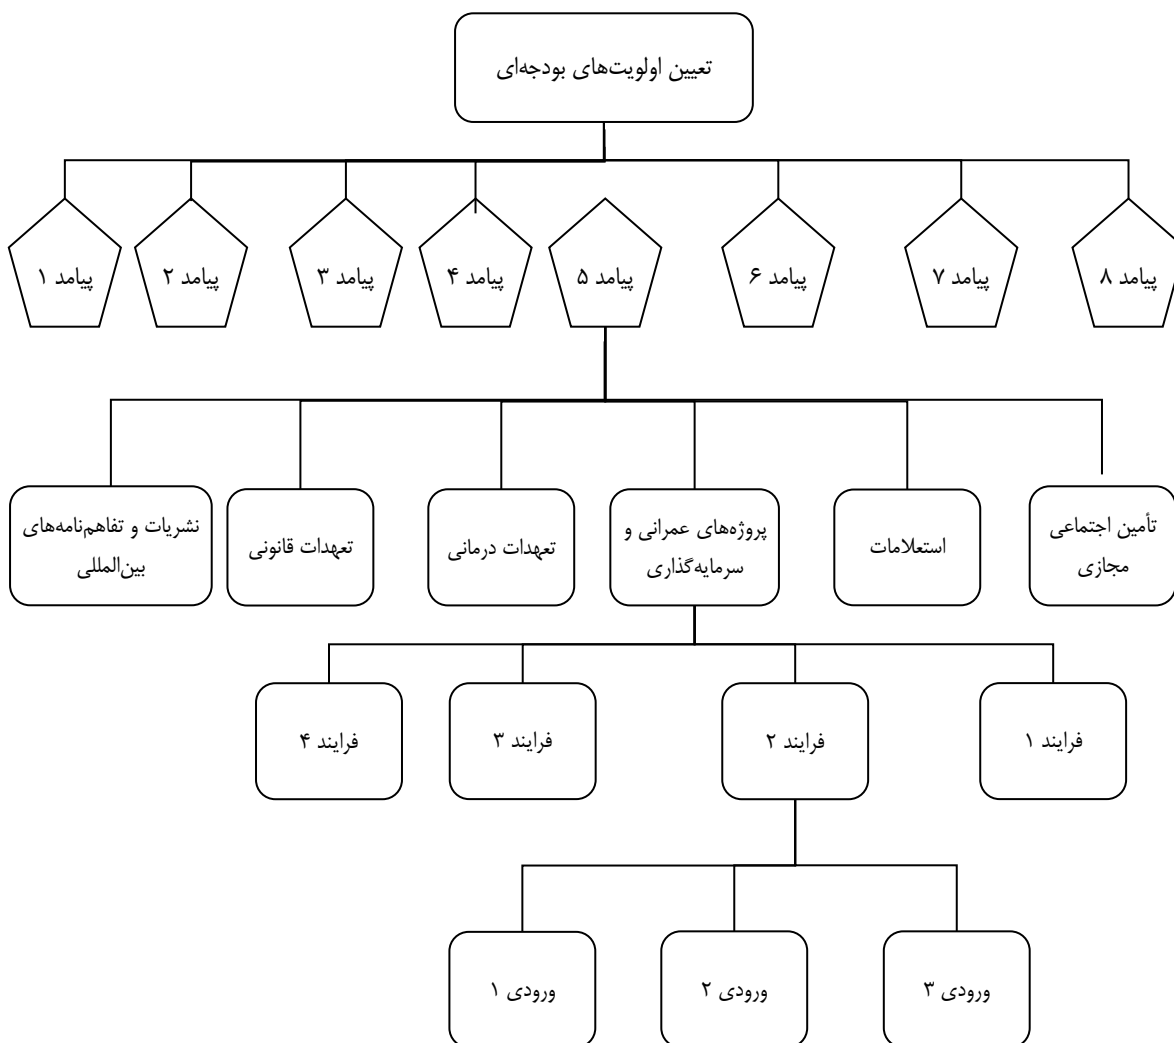 تعیین اولویت‌های بودجه‌ای
پیامد ۸
پیامد ۷
پیامد ۶
پیامد ۵
پیامد ۴
پیامد ۳
پیامد ۲
پیامد ۱
تأمین اجتماعی
مجازی
استعلامات
پروژه‌های عمرانی و
سرمایه‌گذاری
تعهدات درمانی
تعهدات قانونی
نشریات و تفاهم‌نامه‌های
بین‌المللی
فرایند ۱
فرایند ۲
فرایند ۳
فرایند ۴
ورودی ۳
ورودی ۲
ورودی ۱